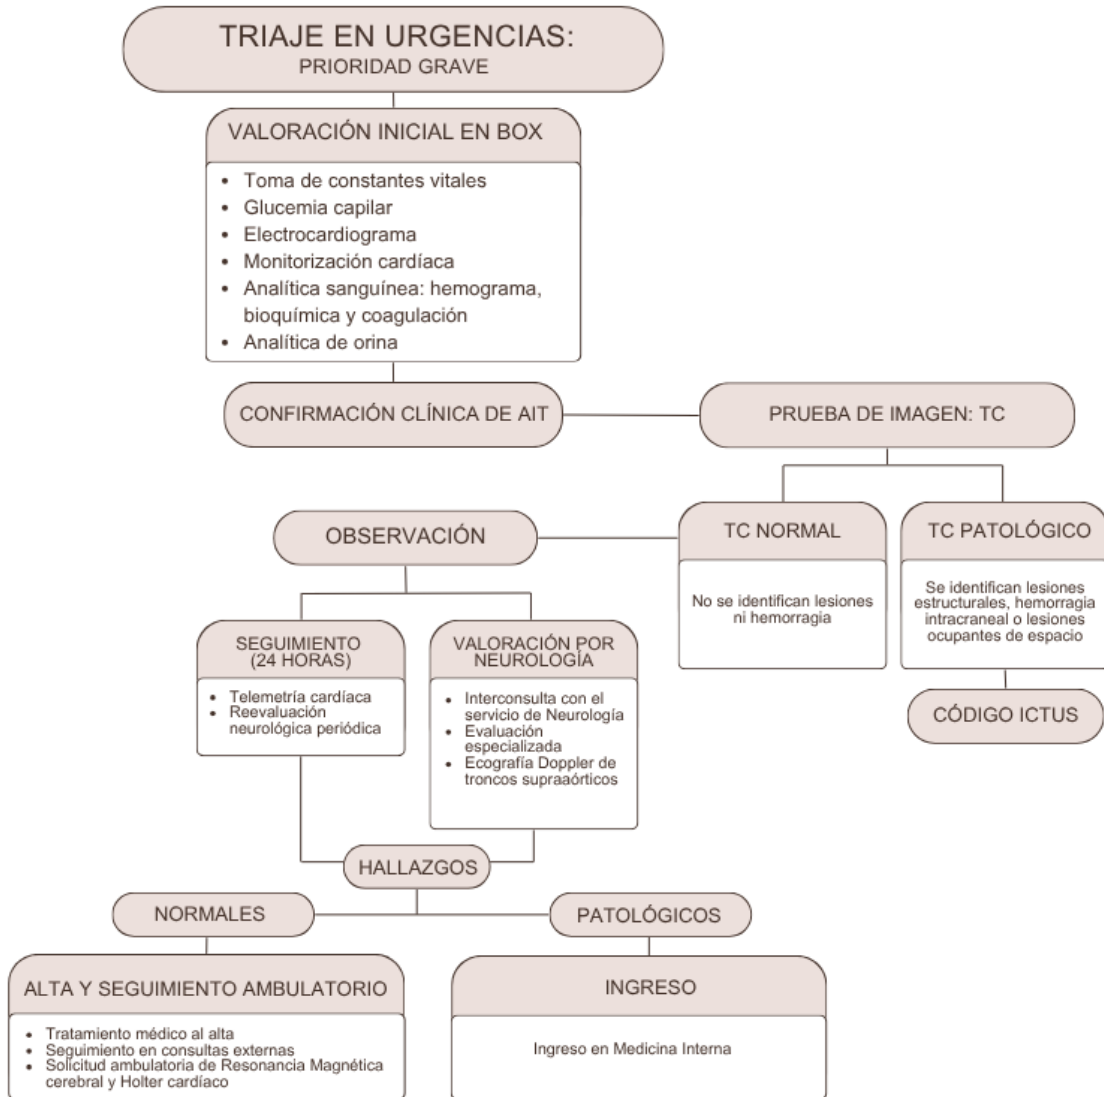 TRIAJE EN URGENCIAS:
PRIORIDAD GRAVE
VALORACIÓN INICIAL EN BOX
• Toma de constantes vitales
• Glucemia capilar
• Electrocardiograma
• Monitorización cardíaca
• Analítica sanguínea: hemograma,
bioquímica y coagulación
• Analítica de orina
CONFIRMACIÓN CLÍNICA DE AIT
PRUEBA DE IMAGEN: TC
TC NORMAL
No se identifican lesiones
ni hemorragia
TC PATOLÓGICO
Se identifican lesiones
estructurales, hemorragia
intracraneal o lesiones
ocupantes de espacio
CÓDIGO ICTUS
OBSERVACIÓN
SEGUIMIENTO
(24 HORAS)
• Telemetría cardíaca
• Reevaluación
neurológica periódica
VALORACIÓN POR
NEUROLOGÍA
• Interconsulta con el
servicio de Neurología
• Evaluación
especializada
• Ecografía Doppler de
troncos supraaórticos
HALLAZGOS
NORMALES
PATOLÓGICOS
ALTA Y SEGUIMIENTO AMBULATORIO
• Tratamiento médico al alta
• Seguimiento en consultas externas
• Solicitud ambulatoria de Resonancia Magnética
cerebral y Holter cardíaco
INGRESO
Ingreso en Medicina Interna